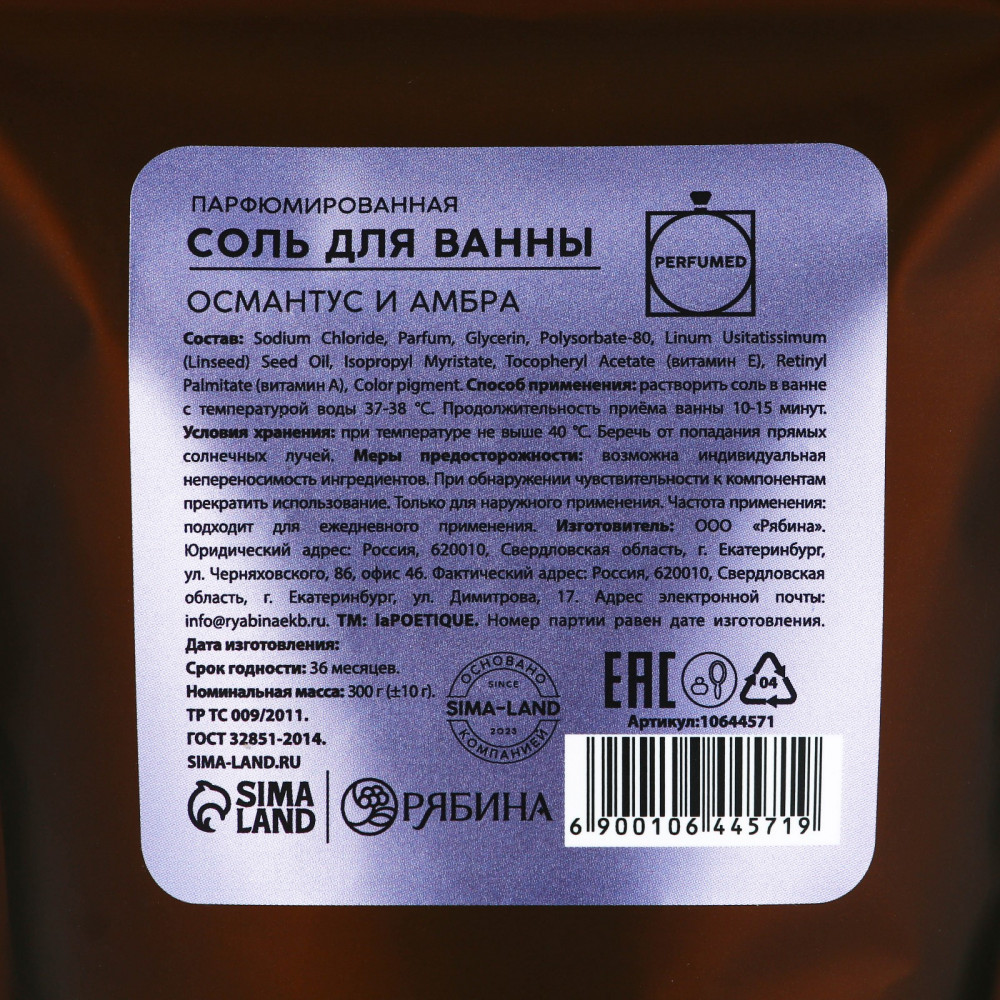 ПАРФЮМИРОВАННАЯ
СОЛЬ ДЛЯ ВАННЫ
ОСМАНТУС И АМБРА
PERFUMED
Состав: Sodium Chloride, Parfum, Glycerin, Polysorbate-80, Linum Usitatissimum
(Linseed) Seed Oil, Isopropyl Myristate, Tocopheryl Acetate (витамин Е), Retinyl
Palmitate (витамин А), Color pigment. Способ применения: растворить соль в ванне
с температурой воды 37-38 °С. Продолжительность приёма ванны 10-15 минут.
Условия хранения: при температуре не выше 40 °С. Беречь от попадания прямых
солнечных лучей. Меры предосторожности: возможна индивидуальная
непереносимость ингредиентов. При обнаружении чувствительности к компонентам
прекратить использование. Только для наружного применения. Частота применения:
подходит для ежедневного применения. Изготовитель: ООО «Рябина».
Юридический адрес: Россия, 620010, Свердловская область, г. Екатеринбург,
ул. Черняховского, 86, офис 46. Фактический адрес: Россия, 620010, Свердловская
область, г. Екатеринбург, ул. Димитрова, 17. Адрес электронной почты:
info@ryabinaekb.ru. ТМ: laPOETIQUE. Номер партии равен дате изготовления.
Дата изготовления:
Срок годности: 36 месяцев.
Номинальная масса: 300 г (±10 г).
ТР ТС 009/2011.
ГОСТ 32851-2014.
SIMA-LAND.RU
ОСНОВАНО
SINCE
SIMA-LAND
2023
КОМПАНИЕЙ
EAC
04
Артикул:10644571
SIMA
LAND
РЯБИНА
6 900106 445719